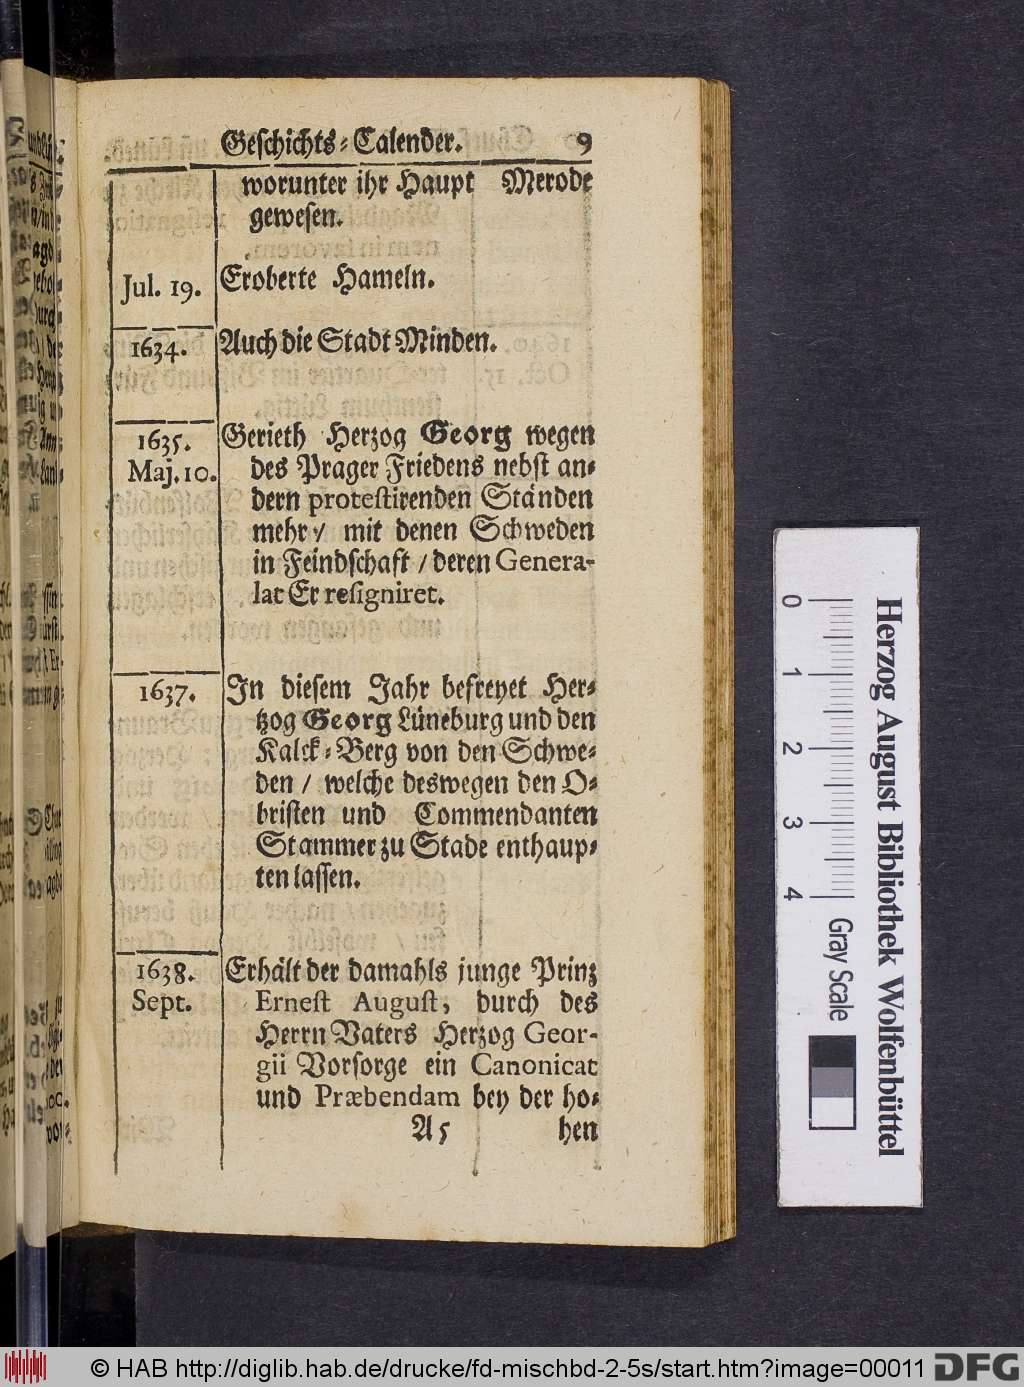 Geschichts-Calender. 9
worunter ihr Haupt Merode
gewesen.
Jul. 19. Eroberte Hameln.
1634. Auch die Stadt Minden.
1635. Gerieth Herzog Georg wegen
Maj. 10. des Prager Friedens nebst an-
dern protestirenden Ständen
mehr / mit denen Schweden
in Feindschaft / deren Genera-
lat Er resigniret.
1637. In diesem Jahr befreyet Her-
tzog Georg Lüneburg und den
Kalck-Berg von den Schwe-
den / welche deswegen den O-
bristen und Commendanten
Stammer zu Stade enthaup-
ten lassen.
1638. Erhält der damahls junge Prinz
Sept. Ernest August, durch des
Herrn Vaters Herzog Geor-
gii Vorsorge ein Canonicat
und Præbendam bey der ho-
A5 hen
0 1 2 3 4 Gray Scale
Herzog August Bibliothek Wolfenbüttel
© HAB http://diglib.hab.de/drucke/fd-mischbd-2-5s/start.htm?image=00011 DFG